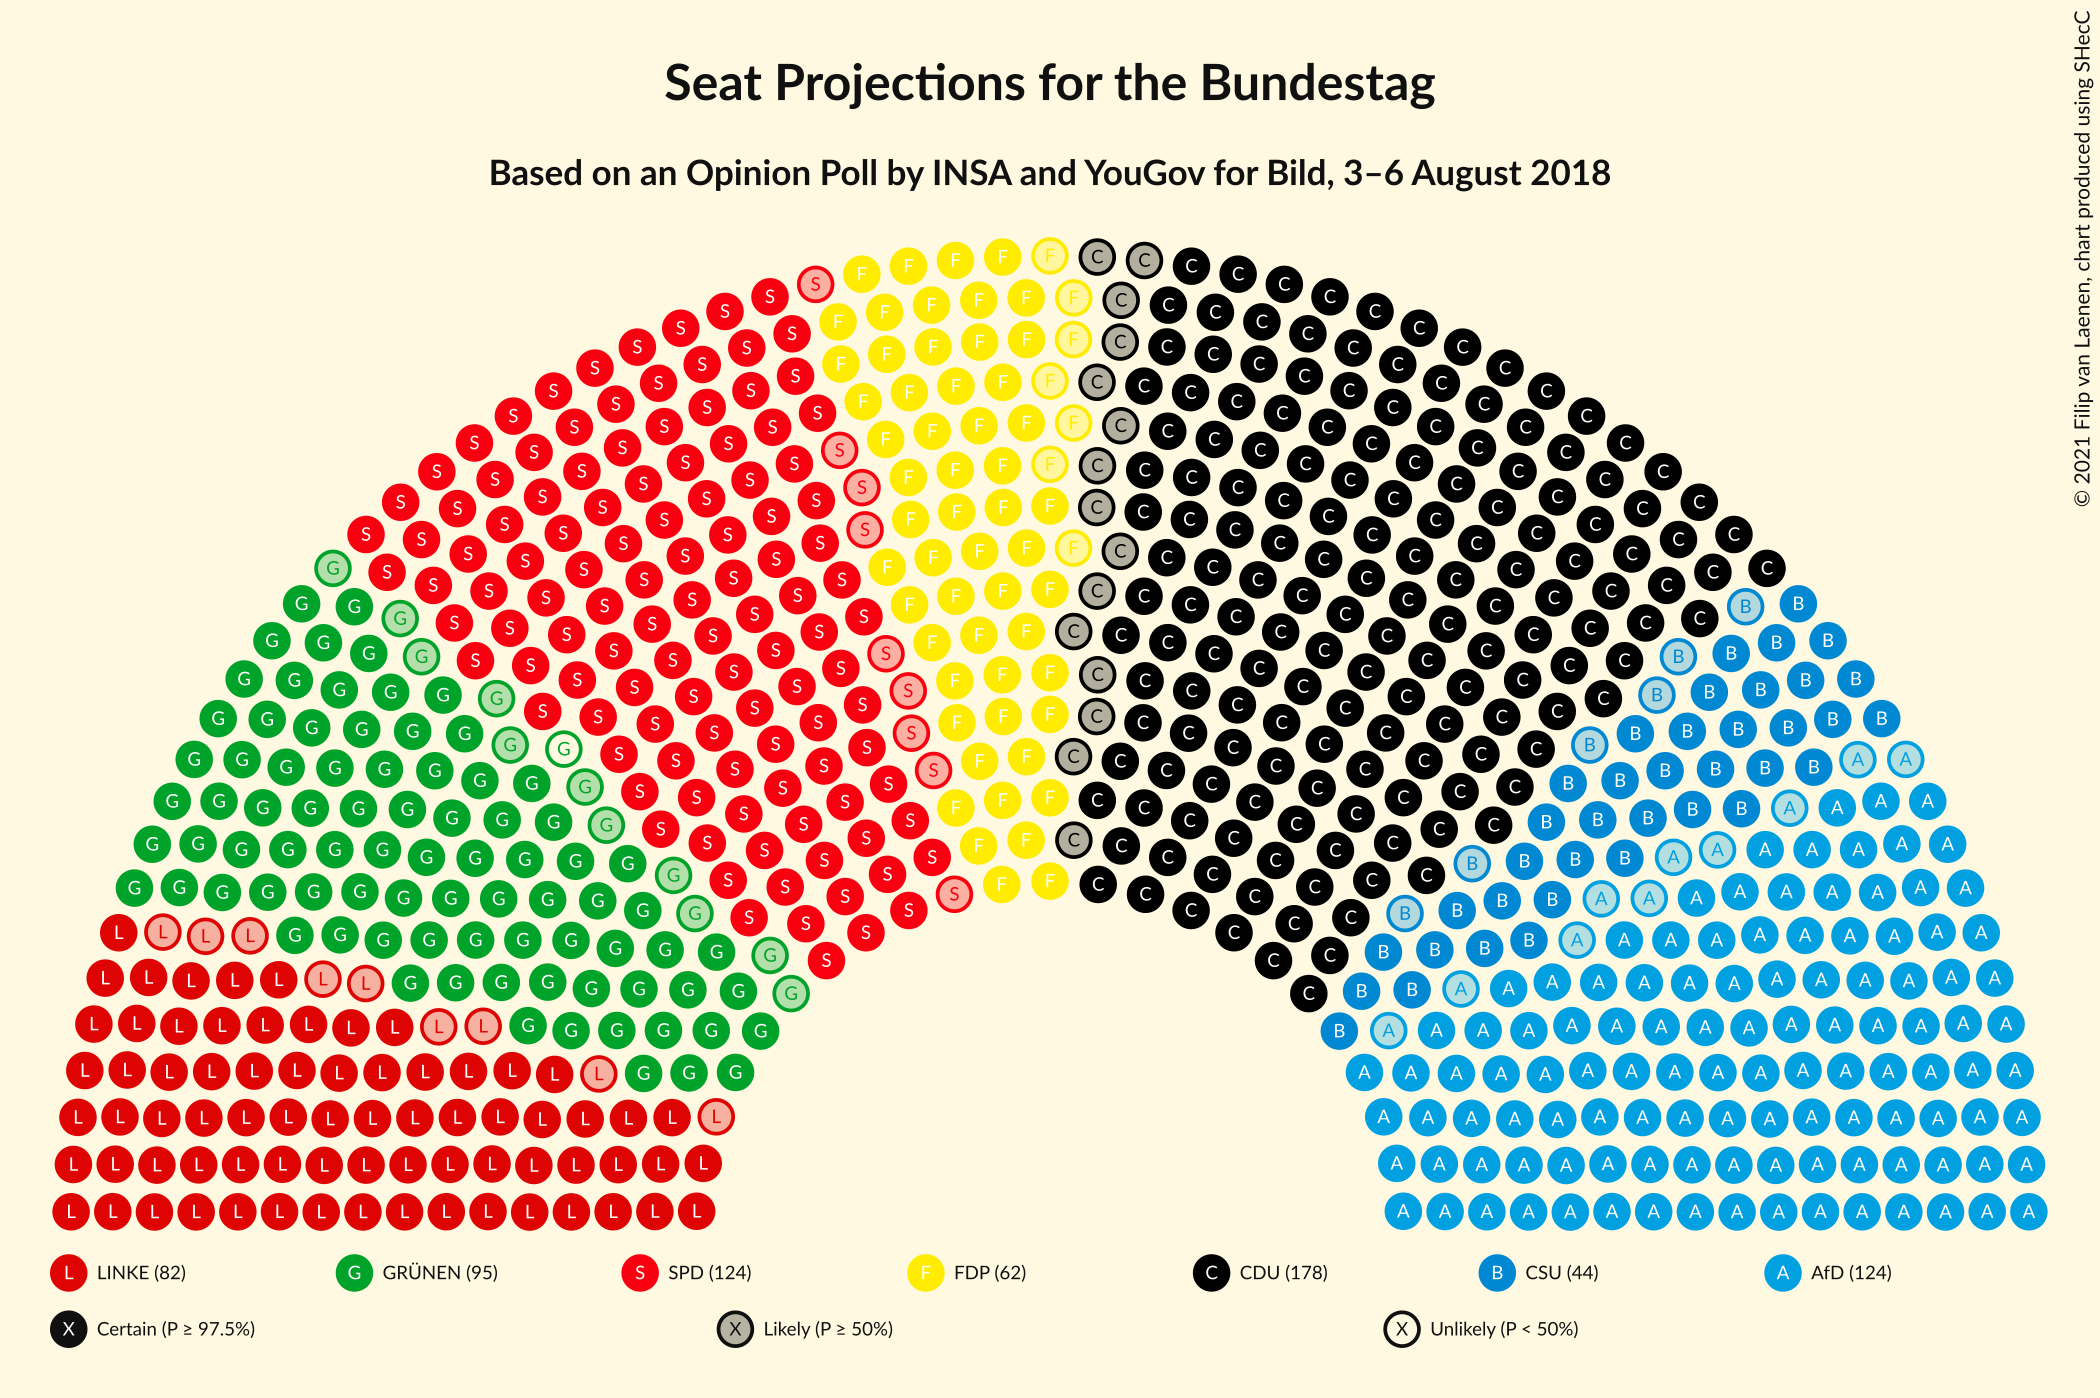 Seat Projections for the Bundestag
Based on an Opinion Poll by INSA and YouGov for Bild, 3–6 August 2018
© 2021 Filip van Laenen, chart produced using SHecC
L LINKE (82) G GRÜNEN (95) S SPD (124) F FDP (62) C CDU (178) B CSU (44) A AfD (124)
X Certain (P ≥ 97.5%) X Likely (P ≥ 50%) X Unlikely (P < 50%)